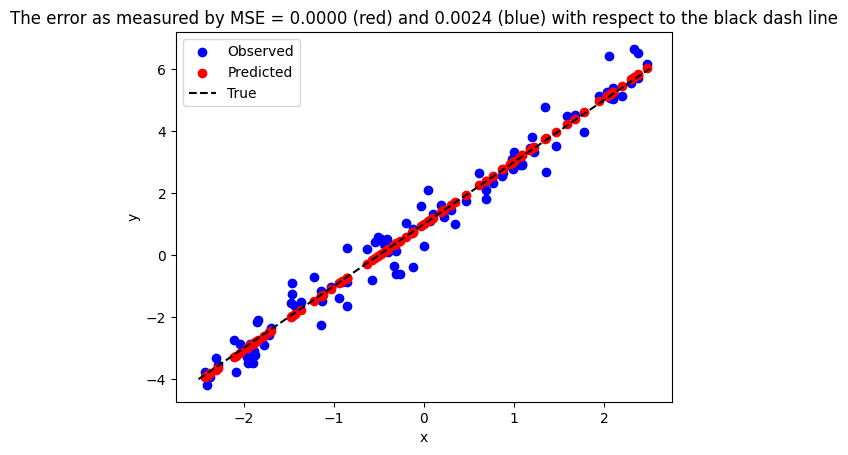 The error as measured by MSE = 0.0000 (red) and 0.0024 (blue) with respect to the black dash line
Observed
Predicted
True
y
6
4
2
0
−2
−4
−2
−1
0
1
2
x